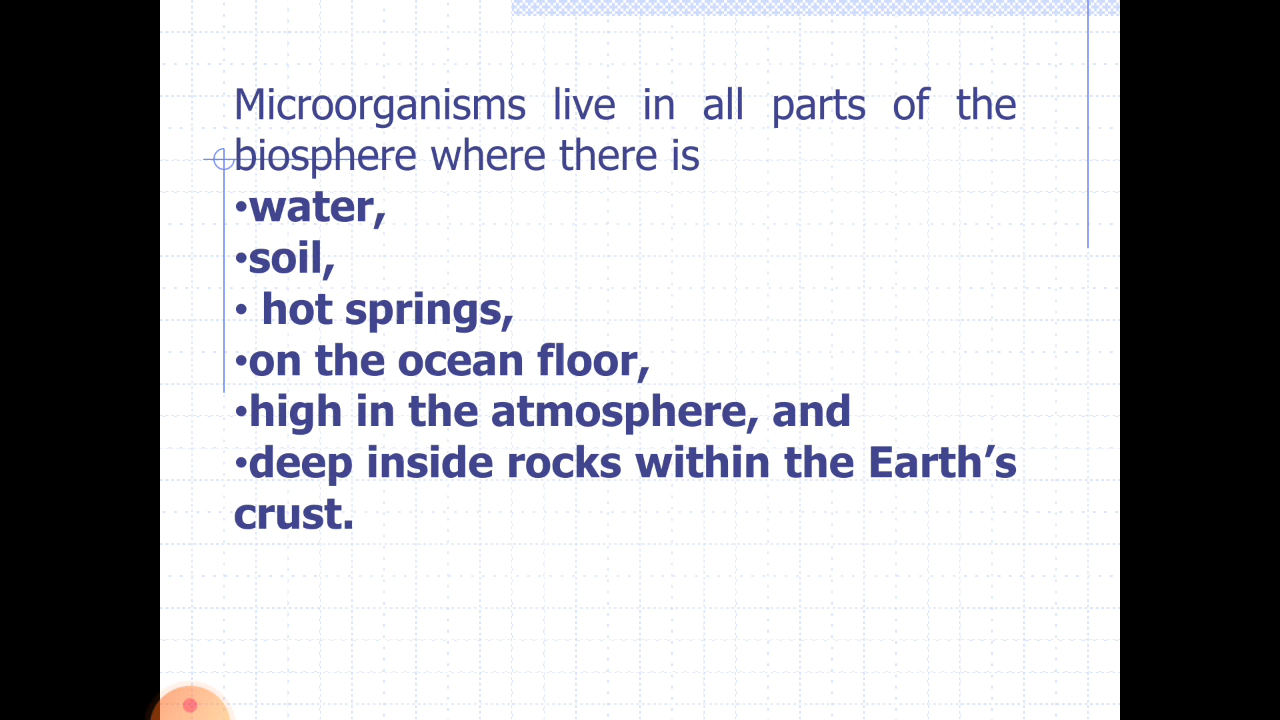 Microorganisms live in all parts of the
biosphere where there is
•water,
•soil,
• hot springs,
•on the ocean floor,
•high in the atmosphere, and
•deep inside rocks within the Earth’s
crust.